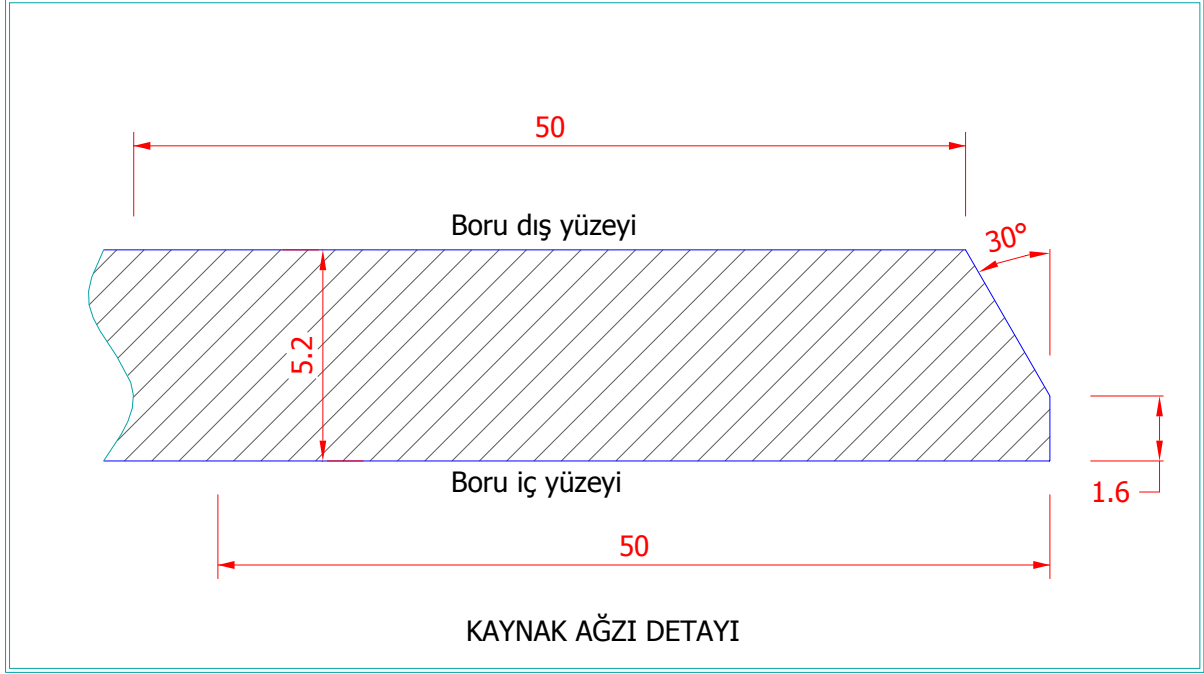 50
Boru dış yüzeyi
30°
5.2
Boru iç yüzeyi
1.6
50
KAYNAK AĞZI DETAYI